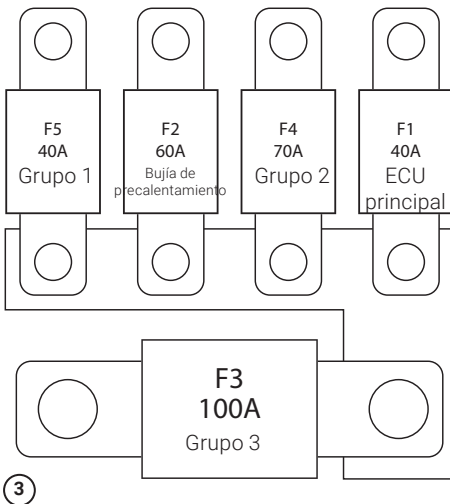 F5
40A
Grupo 1
F2
60A
Bujía de
precalentamiento
F4
70A
Grupo 2
F1
40A
ECU
principal
F3
100A
Grupo 3
3